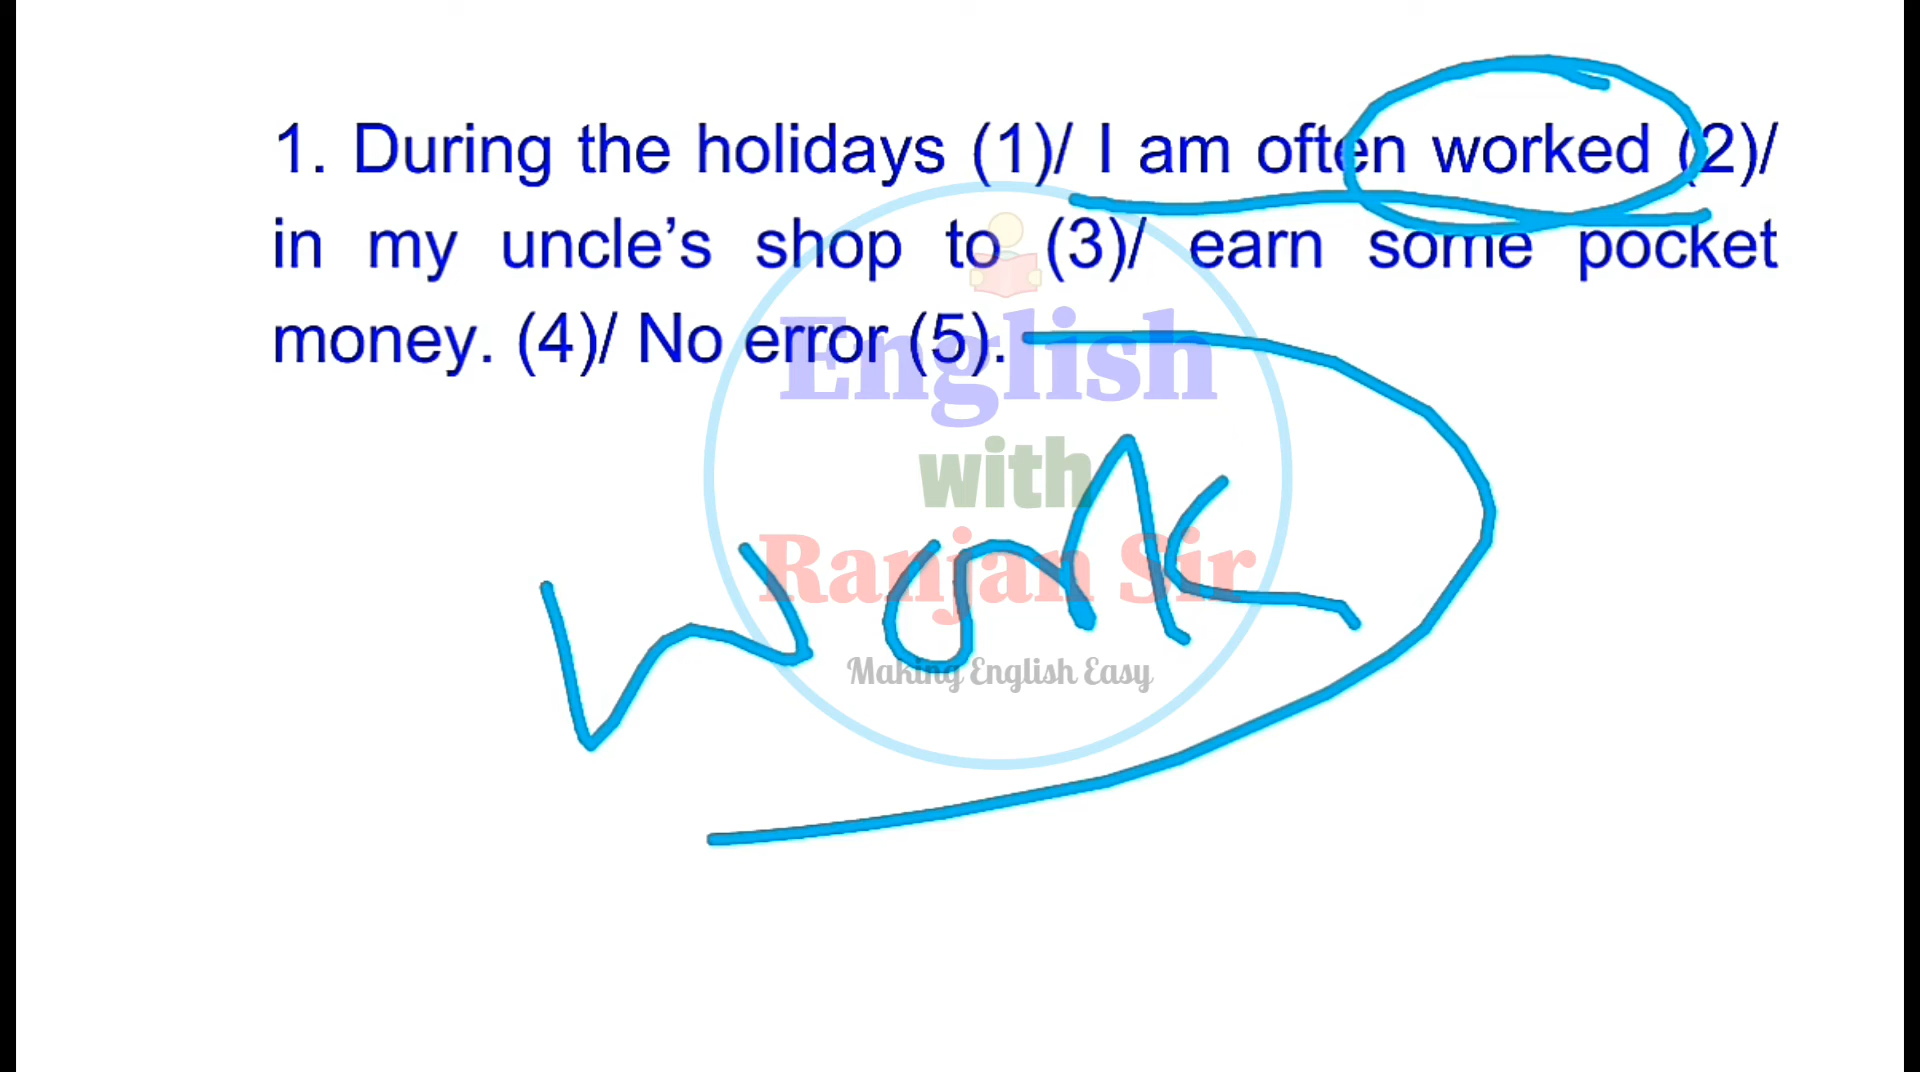 1. During the holidays (1)/ I am often worked (2)/
in my uncle’s shop to (3)/ earn some pocket
money. (4)/ No error (5).
English
with
Ranjan Sir
Making English Easy
work